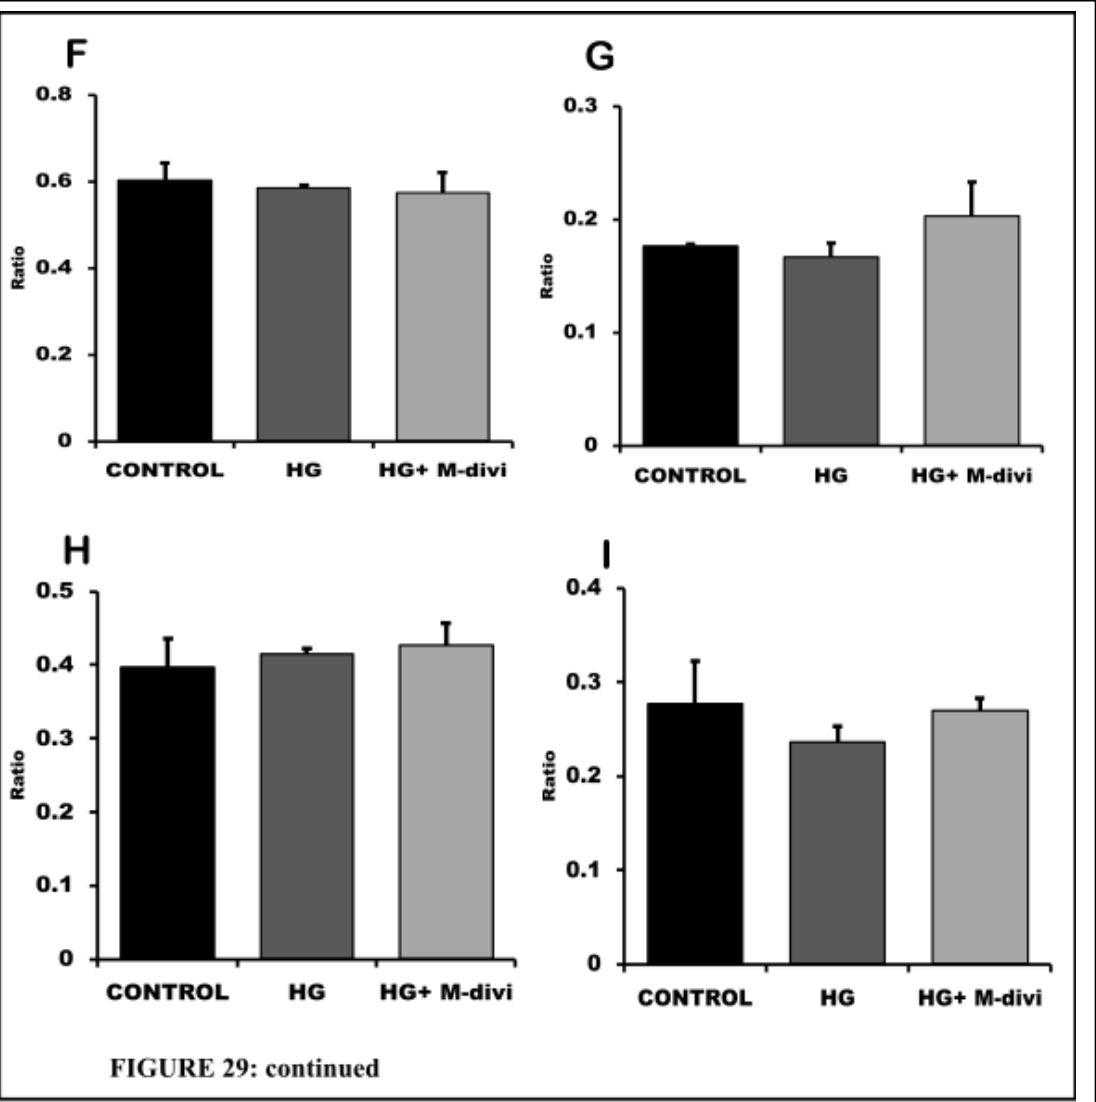 F
0.8
0.6
0.4
0.2
0
Ratio
CONTROL HG HG+ M-divi
G
0.3
0.2
0.1
0
Ratio
CONTROL HG HG+ M-divi
H
0.5
0.4
0.3
0.2
0.1
0
Ratio
CONTROL HG HG+ M-divi
I
0.4
0.3
0.2
0.1
0
Ratio
CONTROL HG HG+ M-divi
FIGURE 29: continued